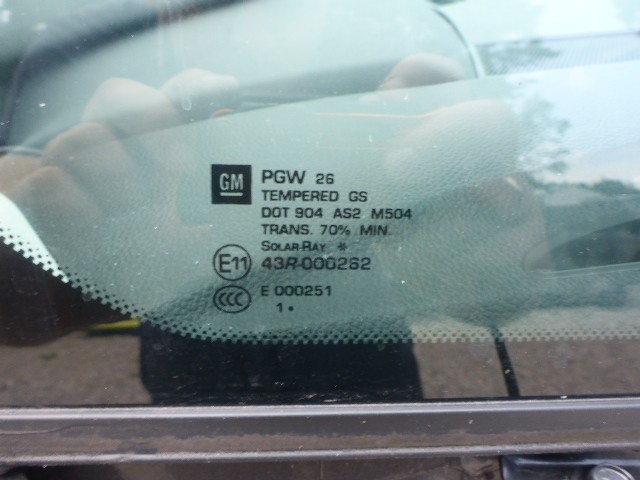 GM PGW 26
TEMPERED GS
DOT 904 AS2 M504
TRANS. 70% MIN.
SOLAR-RAY *
E11 43R-000262
CCC E 000251
1 •